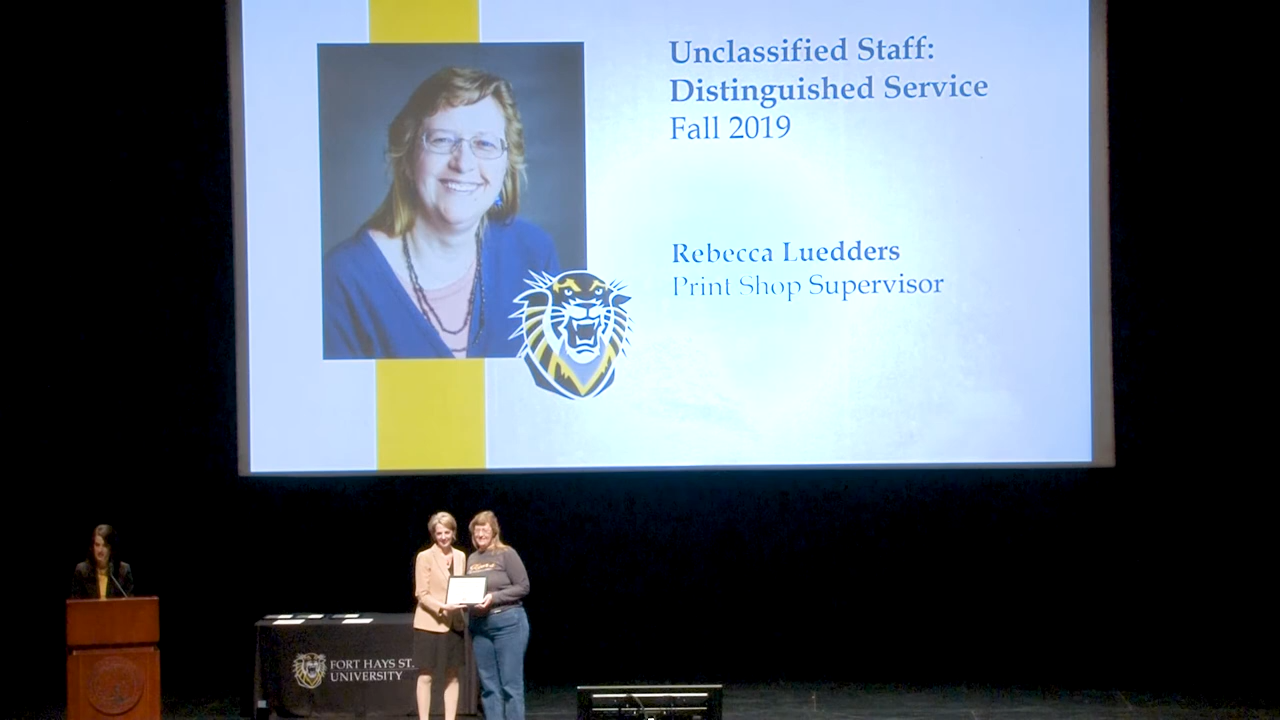 Unclassified Staff:
Distinguished Service
Fall 2019
Rebecca Luedders
Print Shop Supervisor
FORT HAYS ST.
UNIVERSITY